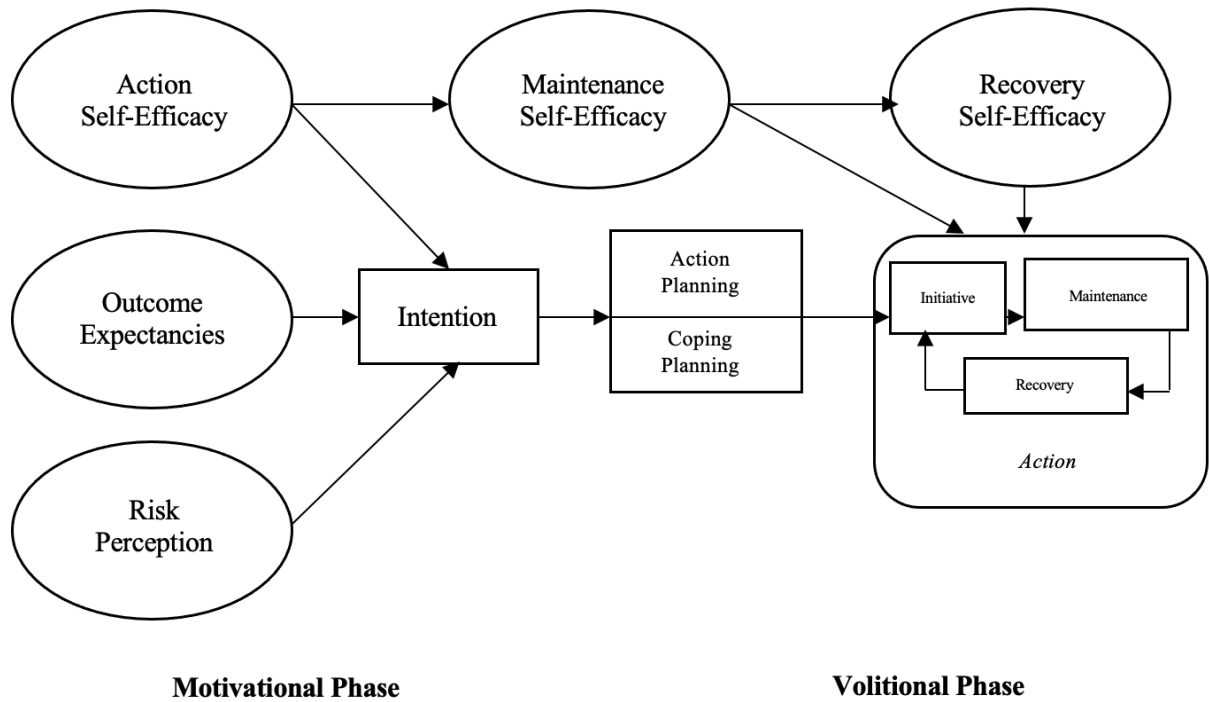 Action
Self-Efficacy
Maintenance
Self-Efficacy
Recovery
Self-Efficacy
Outcome
Expectancies
Intention
Action
Planning
Coping
Planning
Initiative
Maintenance
Recovery
Action
Risk
Perception
Motivational Phase
Volitional Phase